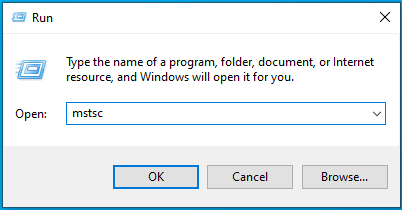 Run
Type the name of a program, folder, document, or Internet
resource, and Windows will open it for you.
Open: mstsc
OK Cancel Browse...